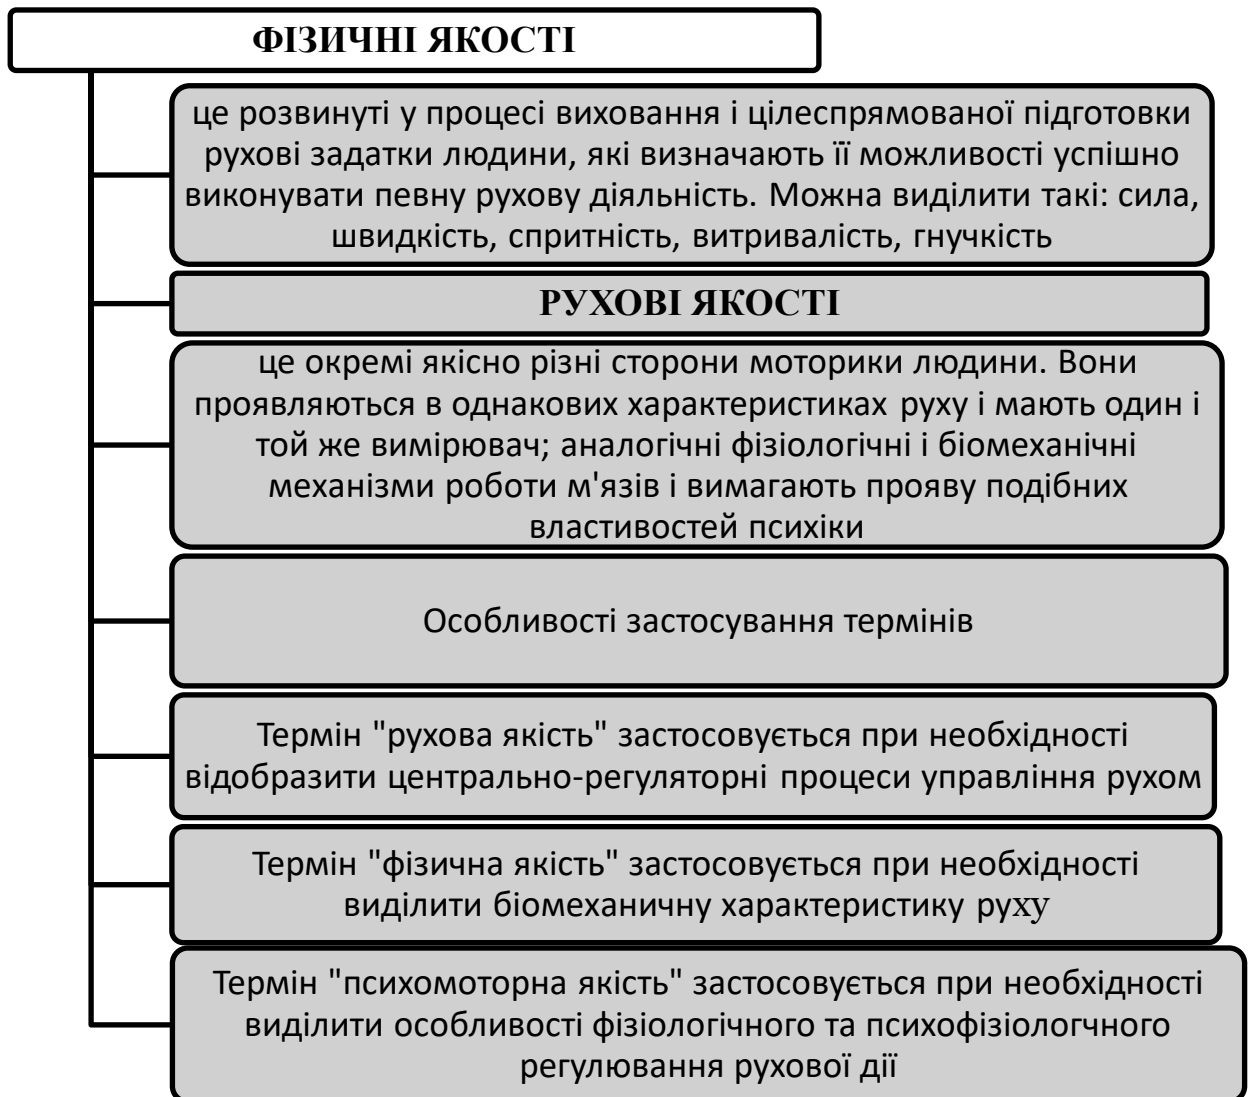 ФІЗИЧНІ ЯКОСТІ
це розвинуті у процесі виховання і цілеспрямованої підготовки
рухові задатки людини, які визначають її можливості успішно
виконувати певну рухову діяльність. Можна виділити такі: сила,
швидкість, спритність, витривалість, гнучкість
РУХОВІ ЯКОСТІ
це окремі якісно різні сторони моторики людини. Вони
проявляються в однакових характеристиках руху і мають один і
той же вимірювач; аналогічні фізіологічні і біомеханічні
механізми роботи м'язів і вимагають прояву подібних
властивостей психіки
Особливості застосування термінів
Термін "рухова якість" застосовується при необхідності
відобразити центрально-регуляторні процеси управління рухом
Термін "фізична якість" застосовується при необхідності
виділити біомеханичну характеристику руху
Термін "психомоторна якість" застосовується при необхідності
виділити особливості фізіологічного та психофізіологчного
регулювання рухової дії